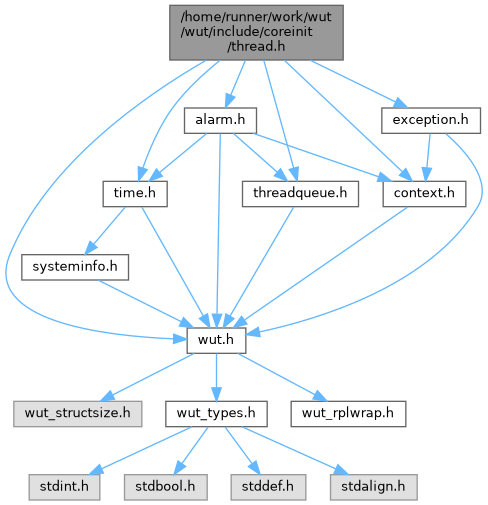 /home/runner/work/wut
/wut/include/coreinit
/thread.h
alarm.h
exception.h
time.h
threadqueue.h
context.h
systeminfo.h
wut.h
wut_structsize.h
wut_types.h
wut_rplwrap.h
stdint.h
stdbool.h
stddef.h
stdalign.h